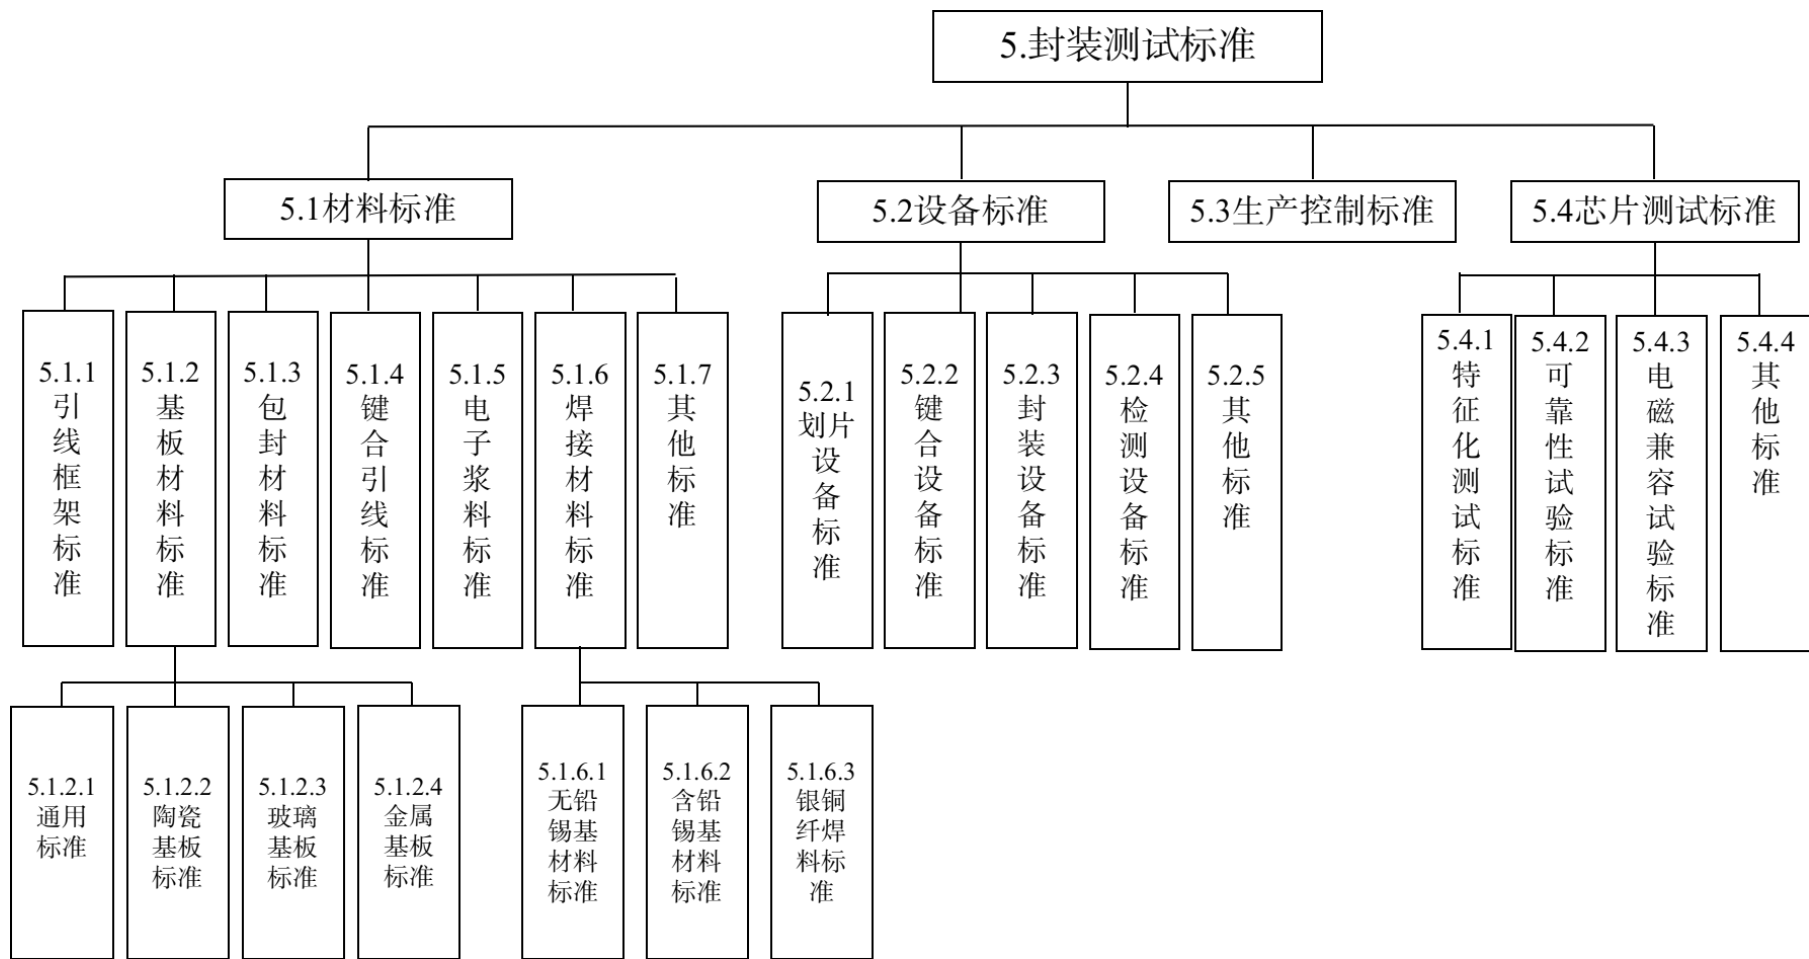 5.封装测试标准
5.1材料标准
5.2设备标准
5.3生产控制标准
5.4芯片测试标准
5.1.1
引
线
框
架
标
准
5.1.2
基
板
材
料
标
准
5.1.3
包
封
材
料
标
准
5.1.4
键
合
引
线
标
准
5.1.5
电
子
浆
料
标
准
5.1.6
焊
接
材
料
标
准
5.1.7
其
他
标
准
5.2.1
划片
设
备
标
准
5.2.2
键
合
设
备
标
准
5.2.3
封
装
设
备
标
准
5.2.4
检
测
设
备
标
准
5.2.5
其
他
标
准
5.4.1
特
征
化
测
试
标
准
5.4.2
可
靠
性
试
验
标
准
5.4.3
电
磁
兼
容
试
验
标
准
5.4.4
其
他
标
准
5.1.2.1
通用
标准
5.1.2.2
陶瓷
基板
标准
5.1.2.3
玻璃
基板
标准
5.1.2.4
金属
基板
标准
5.1.6.1
无铅
锡基
材料
标准
5.1.6.2
含铅
锡基
材料
标准
5.1.6.3
银铜
纤焊
料标
准